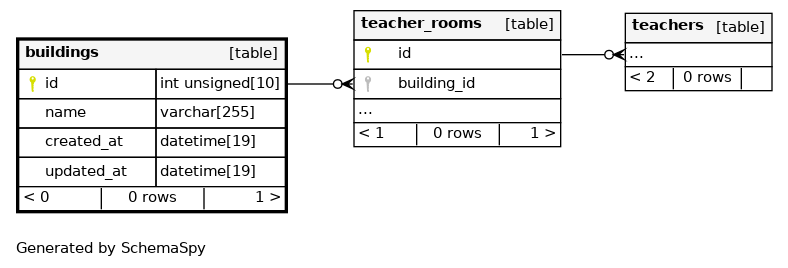 buildings [table]
id int unsigned[10]
name varchar[255]
created_at datetime[19]
updated_at datetime[19]
< 0 0 rows 1 >
teacher_rooms [table]
id
building_id
...
< 1 0 rows 1 >
teachers [table]
...
< 2 0 rows
Generated by SchemaSpy